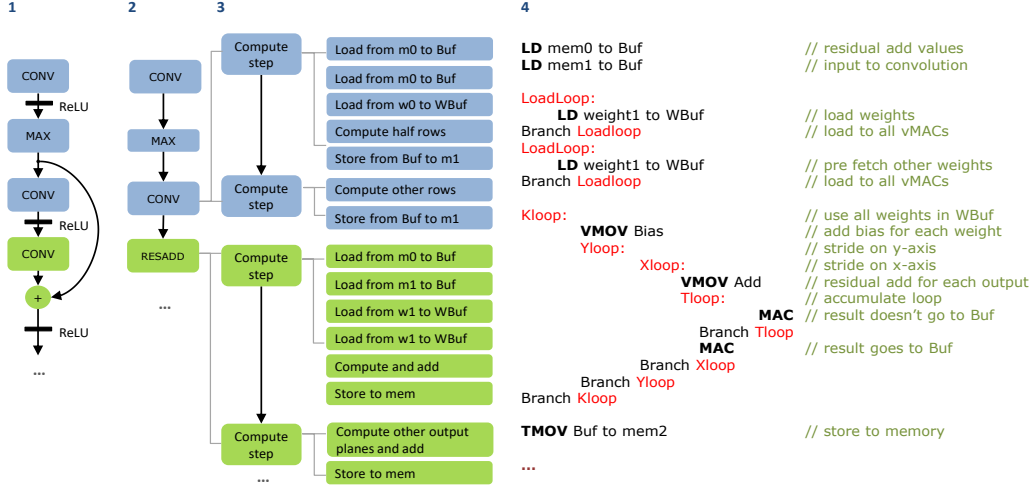 1
2
3
4
CONV
ReLU
MAX
CONV
ReLU
CONV
+
ReLU
...
CONV
MAX
CONV
RESADD
...
Compute step
Load from m0 to Buf
Load from m0 to Buf
Load from w0 to WBuf
Compute half rows
Store from Buf to m1
Compute step
Compute other rows
Store from Buf to m1
Compute step
Load from m0 to Buf
Load from m1 to Buf
Load from w1 to WBuf
Load from w1 to WBuf
Compute and add
Store to mem
Compute step
Compute other output
planes and add
Store to mem
...
LD mem0 to Buf // residual add values
LD mem1 to Buf // input to convolution
LoadLoop:
LD weight1 to WBuf // load weights
Branch Loadloop // load to all vMACs
LoadLoop:
LD weight1 to WBuf // pre fetch other weights
Branch Loadloop // load to all vMACs
Kloop: // use all weights in WBuf
VMOV Bias // add bias for each weight
Yloop: // stride on y-axis
Xloop: // stride on x-axis
VMOV Add // residual add for each output
Tloop: // accumulate loop
MAC // result doesn't go to Buf
Branch Tloop
MAC // result goes to Buf
Branch Xloop
Branch Yloop
Branch Kloop
TMOV Buf to mem2 // store to memory
...